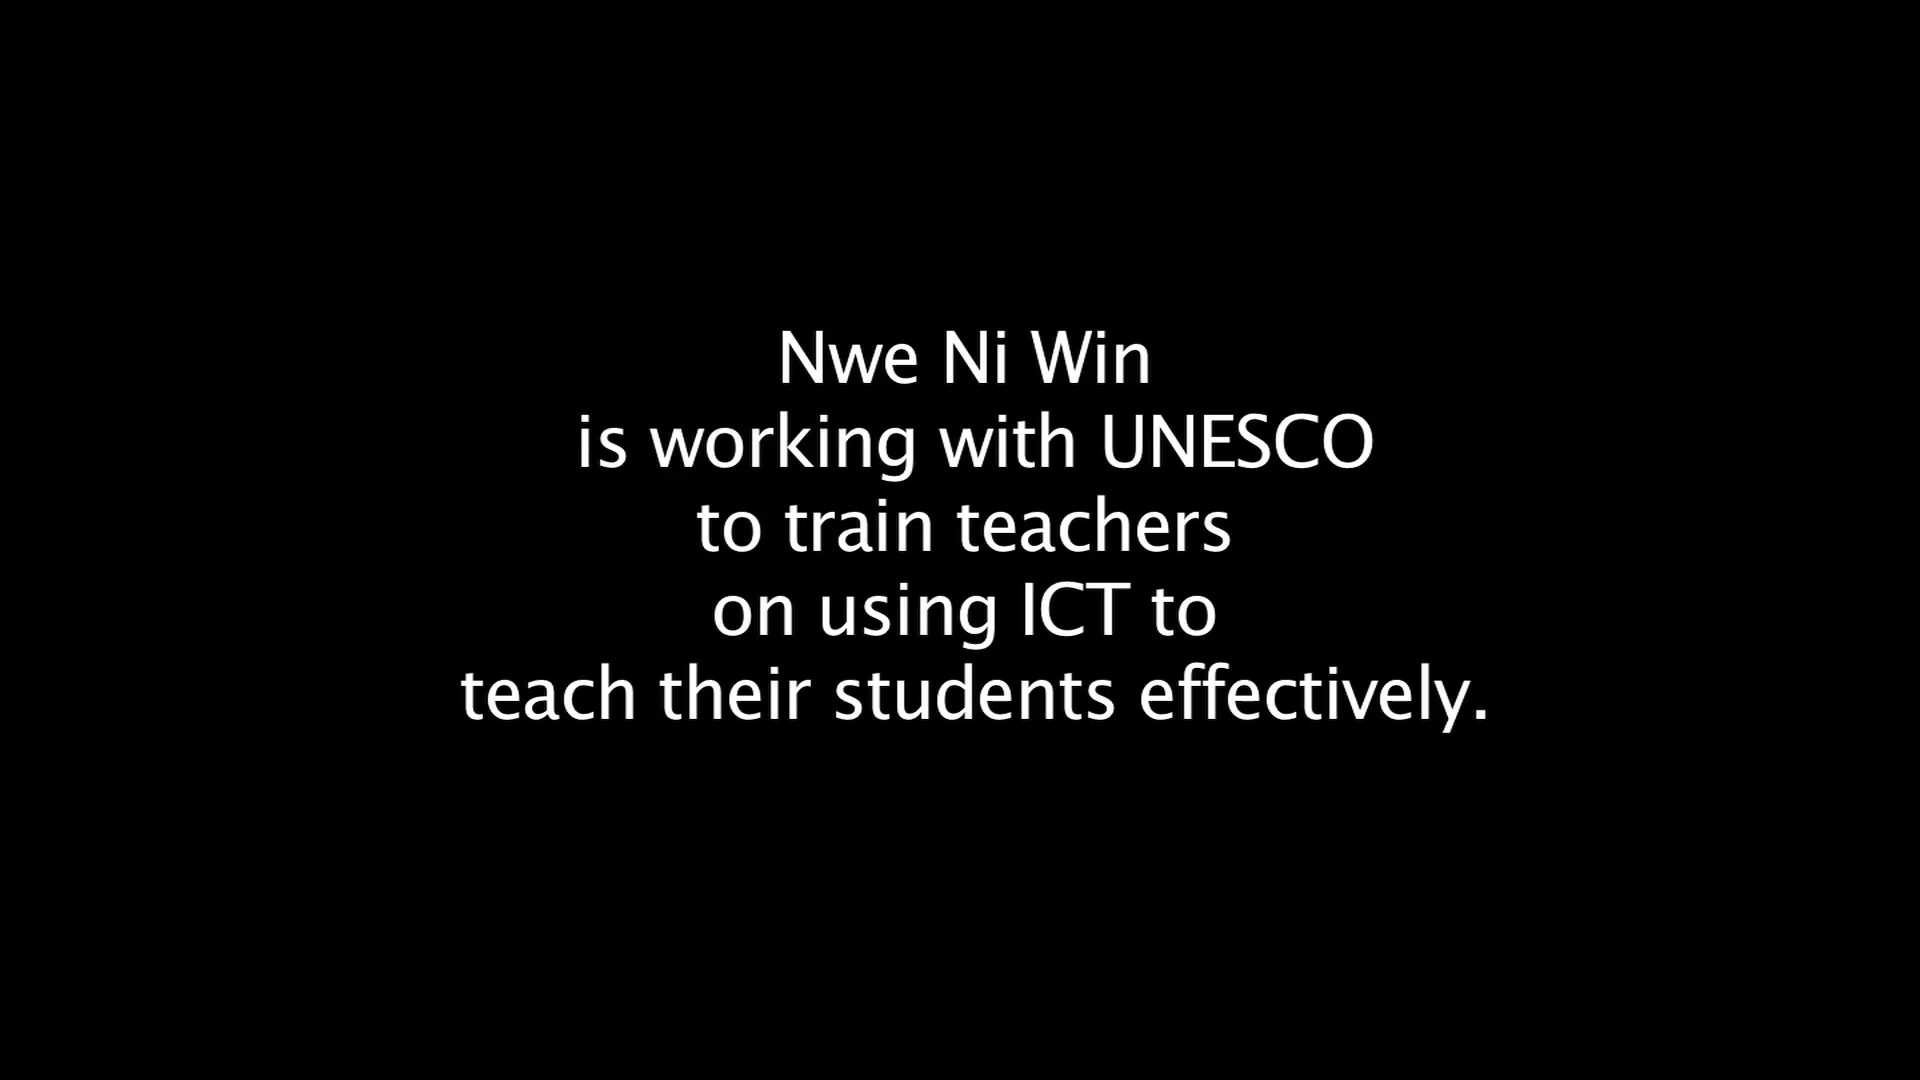 Nwe Ni Win
is working with UNESCO
to train teachers
on using ICT to
teach their students effectively.